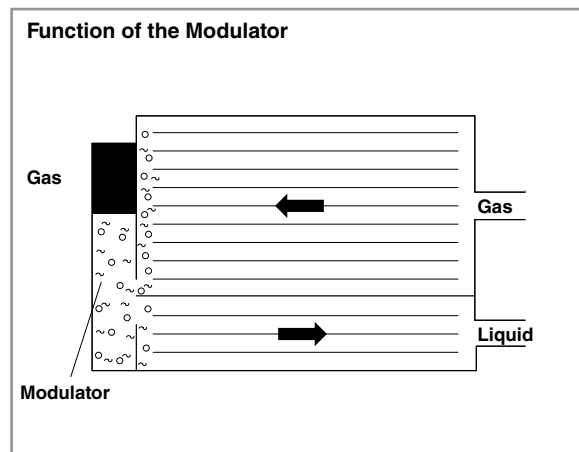 Function of the Modulator
Gas
Gas
Liquid
Modulator